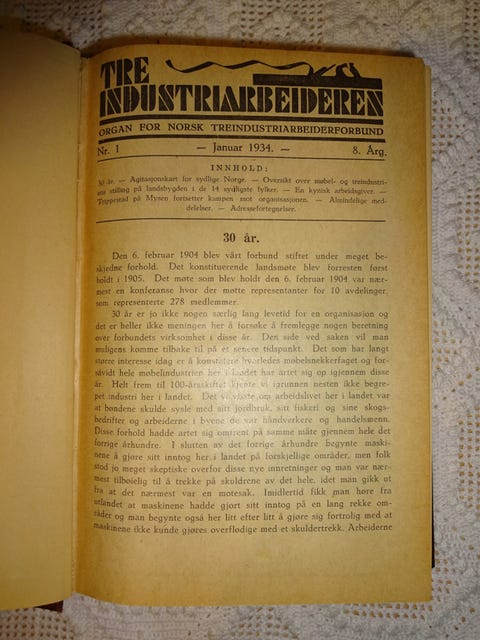 TRE
INDUSTRIARBEIDEREN
ORGAN FOR NORSK TREINDUSTRIARBEIDERFORBUND
Nr. 1 — Januar 1934. — 8. Årg.
INNHOLD:
30 år. — Agitasjonskart for sydlige Norge. — Oversikt over møbel- og treindustri-
ens stilling på landsbygden i de 14 sydligste fylker. — En kynisk arbeidsgiver. —
Trippestad på Mysen fortsetter kampen mot organisasjonen. — Almindelige med-
delelser. — Adressefortegnelser.
30 år.
Den 6. februar 1904 blev vårt forbund stiftet under meget be-
skjedne forhold. Det konstituerende landsmøte blev forresten først
holdt i 1905. Det møte som blev holdt den 6. februar 1904 var nær-
mest en konferanse hvor der møtte representanter for 10 avdelinger,
som representerte 278 medlemmer.
30 år er jo ikke nogen særlig lang levetid for en organisasjon og
det er heller ikke meningen her å forsøke å fremlegge nogen beretning
over forbundets virksomhet i disse år. Den side ved saken vil man
muligens komme tilbake til på et senere tidspunkt. Det som har langt
større interesse idag er å konstatere hvorledes møbelsnekkerfaget og for-
såvidt hele møbelindustrien her i landet har artet sig op igjennem disse
år. Helt frem til 100-årsskiftet kjente vi igrunnen nesten ikke begre-
pet industri her i landet. Det vi visste om arbeidslivet her i landet var
at bøndene skulde sysle med sitt jordbruk, sitt fiskeri og sine skogs-
bedrifter og arbeiderne i byene de var håndverkere og handelsmenn.
Disse forhold hadde artet sig omtrent på samme måte gjennem hele det
forrige århundre. I slutten av det forrige århundre begynte maski-
nene å gjøre sitt inntog her i landet på forskjellige områder, men folk
stod jo meget skeptiske overfor disse nye innretninger og man var nær-
mest tilbøielig til å trekke på skuldrene av det hele, idet man gikk ut
fra at det nærmest var en motesak. Imidlertid fikk man høre fra
utlandet at maskinene hadde gjort sitt inntog på en lang rekke om-
råder og man begynte også her litt efter litt å gjøre sig fortrolig med at
maskinene ikke kunde gjøres overflødige med et skuldertrekk. Arbeiderne